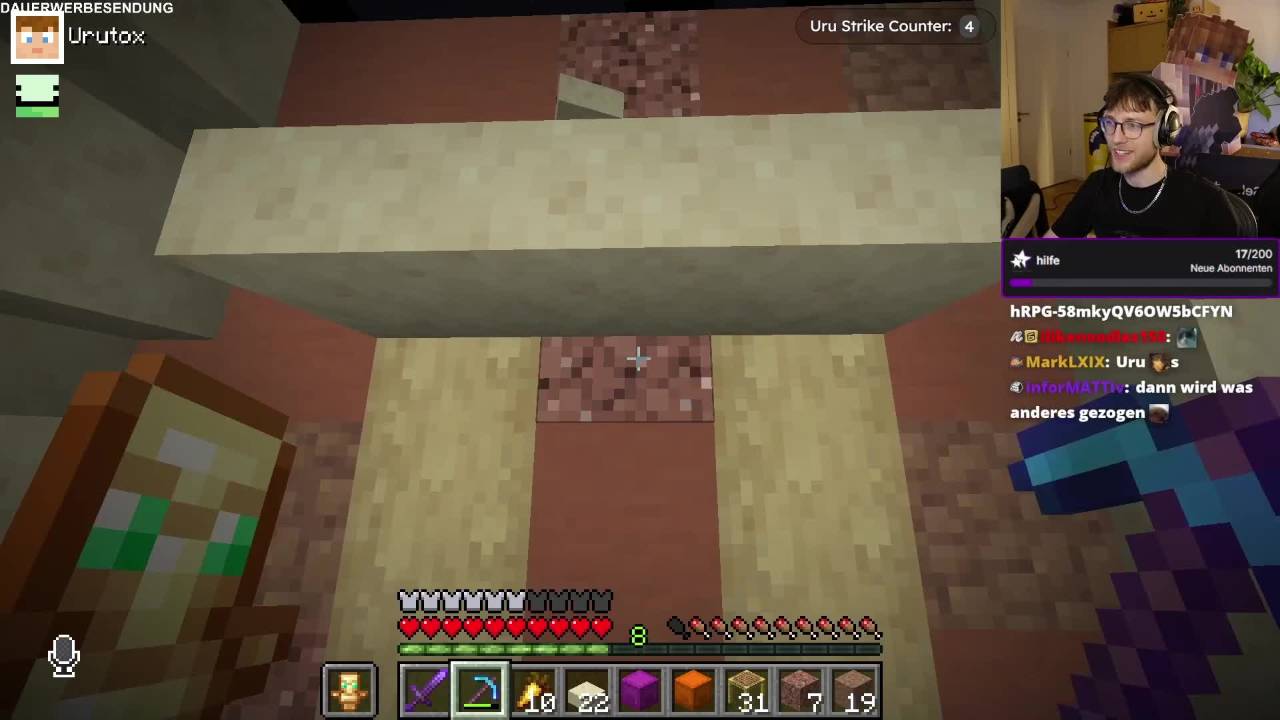 DAUERWERBESENDUNG
Urutox
Uru Strike Counter: 4
hilfe
17/200
Neue Abonnenten
hRPG-58mkyQV6OW5bCFYN
MarkLXIX: Uru s
inforMATTiv: dann wird was
anderes gezogen
8
10
22
31
7
19